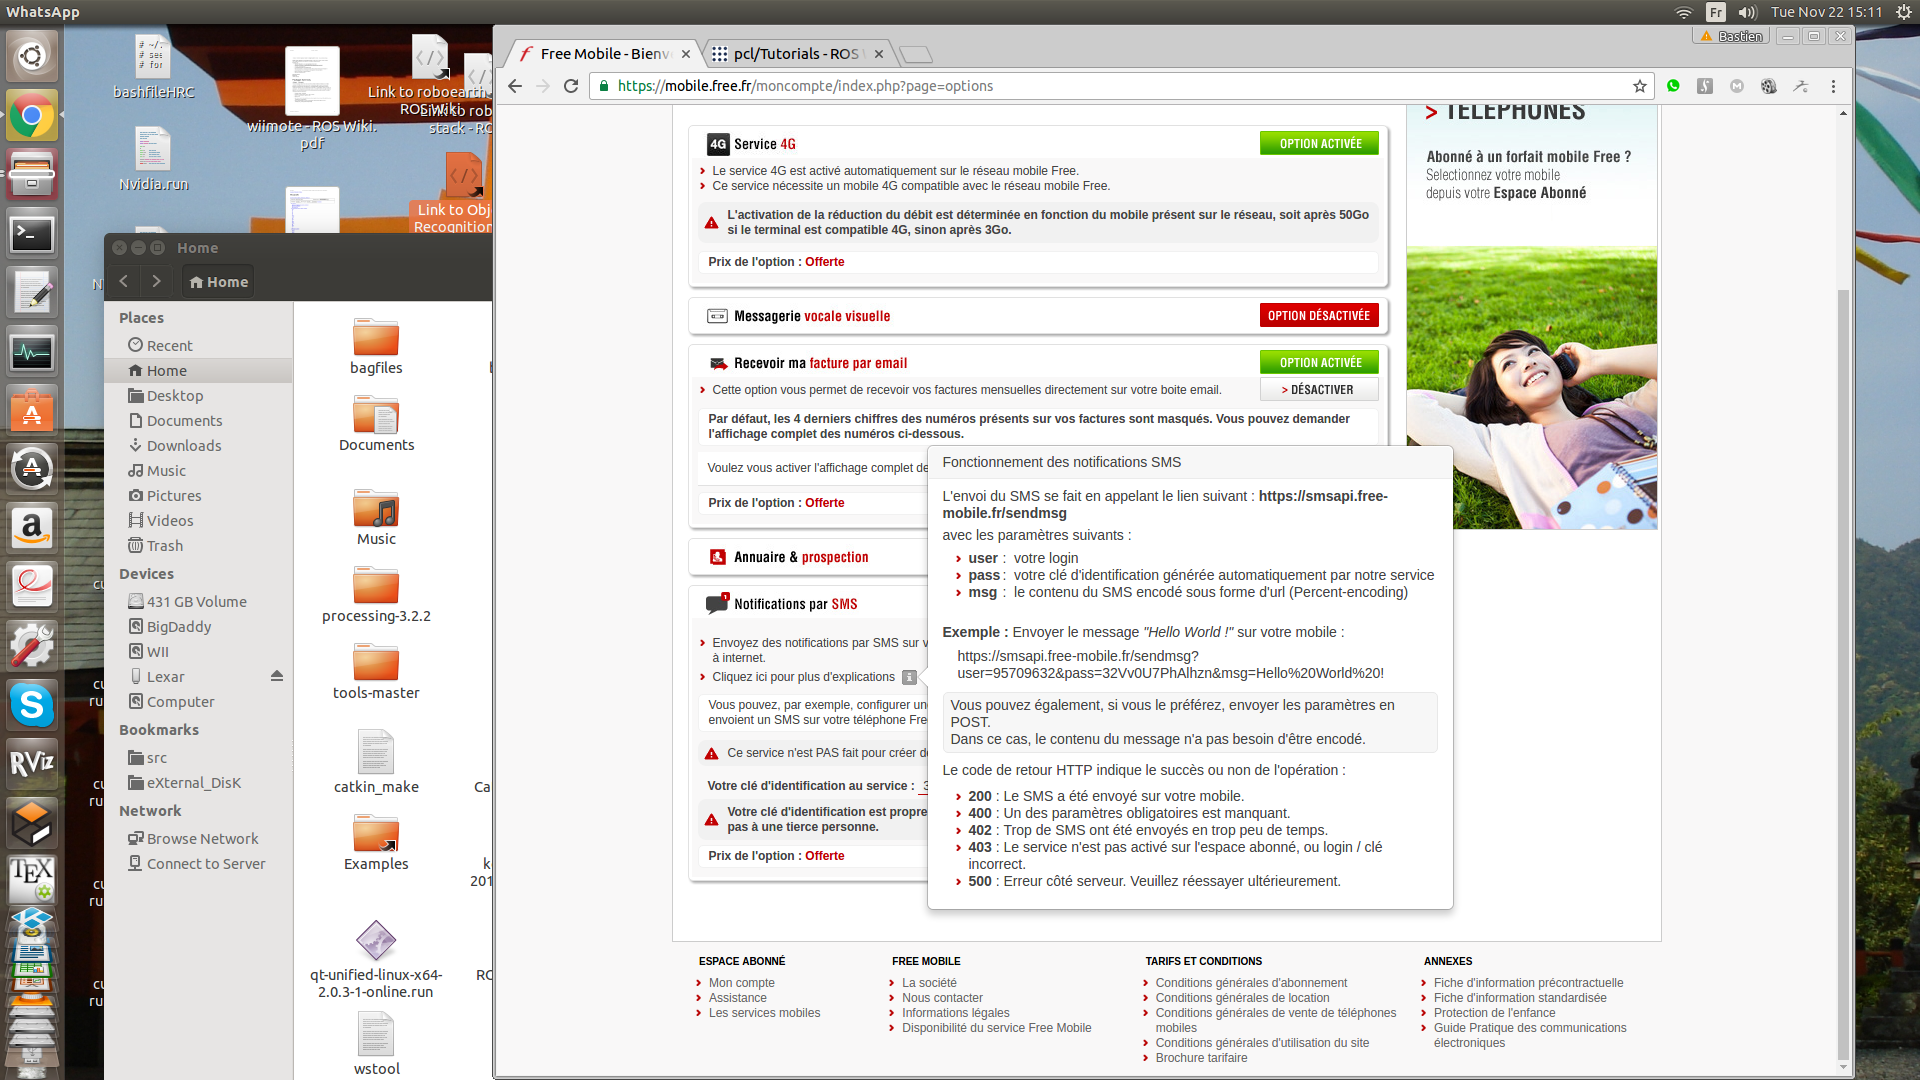 WhatsApp
Fr
Tue Nov 22 15:11
bashfileHRC
Nvidia.run
wiimote - ROS Wiki.
pdf
Link to roboearth
ROS Wiki
Link to rob
stack - RO
Link to Obj
Recognition
Bastien
Free Mobile - Bienv
pcl/Tutorials - ROS
https://mobile.free.fr/moncompte/index.php?page=options
Home
Home
Places
Recent
Home
Desktop
Documents
Downloads
Music
Pictures
Videos
Trash
Devices
431 GB Volume
BigDaddy
WII
Lexar
Computer
Bookmarks
src
eXternal_DisK
Network
Browse Network
Connect to Server
bagfiles
Documents
Music
processing-3.2.2
tools-master
catkin_make
Examples
qt-unified-linux-x64-
2.0.3-1-online.run
wstool
RViz
TEX
4G Service 4G
OPTION ACTIVÉE
Le service 4G est activé automatiquement sur le réseau mobile Free.
Ce service nécessite un mobile 4G compatible avec le réseau mobile Free.
L'activation de la réduction du débit est déterminée en fonction du mobile présent sur le réseau, soit après 50Go
si le terminal est compatible 4G, sinon après 3Go.
Prix de l'option : Offerte
Messagerie vocale visuelle
OPTION DÉSACTIVÉE
Recevoir ma facture par email
OPTION ACTIVÉE
Cette option vous permet de recevoir vos factures mensuelles directement sur votre boite email.
> DÉSACTIVER
Par défaut, les 4 derniers chiffres des numéros présents sur vos factures sont masqués. Vous pouvez demander
l'affichage complet des numéros ci-dessous.
Voulez vous activer l'affichage complet de
Prix de l'option : Offerte
Annuaire & prospection
Notifications par SMS
Envoyez des notifications par SMS sur v
à internet.
Cliquez ici pour plus d'explications
Vous pouvez, par exemple, configurer un
envoient un SMS sur votre téléphone Fre
Ce service n'est PAS fait pour créer d
Votre clé d'identification au service : 3
Votre clé d'identification est propre
pas à une tierce personne.
Prix de l'option : Offerte
Fonctionnement des notifications SMS
L'envoi du SMS se fait en appelant le lien suivant : https://smsapi.free-
mobile.fr/sendmsg
avec les paramètres suivants :
user : votre login
pass : votre clé d'identification générée automatiquement par notre service
msg : le contenu du SMS encodé sous forme d'url (Percent-encoding)
Exemple : Envoyer le message "Hello World !" sur votre mobile :
https://smsapi.free-mobile.fr/sendmsg?
user=95709632&pass=32Vv0U7PhAlhzn&msg=Hello%20World%20!
Vous pouvez également, si vous le préférez, envoyer les paramètres en
POST.
Dans ce cas, le contenu du message n'a pas besoin d'être encodé.
Le code de retour HTTP indique le succès ou non de l'opération :
200 : Le SMS a été envoyé sur votre mobile.
400 : Un des paramètres obligatoires est manquant.
402 : Trop de SMS ont été envoyés en trop peu de temps.
403 : Le service n'est pas activé sur l'espace abonné, ou login / clé
incorrect.
500 : Erreur côté serveur. Veuillez réessayer ultérieurement.
> TELEPHONES
Abonné à un forfait mobile Free ?
Selectionnez votre mobile
depuis votre Espace Abonné
ESPACE ABONNÉ
Mon compte
Assistance
Les services mobiles
FREE MOBILE
La société
Nous contacter
Informations légales
Disponibilité du service Free Mobile
TARIFS ET CONDITIONS
Conditions générales d'abonnement
Conditions générales de location
Conditions générales de vente de téléphones
mobiles
Conditions générales d'utilisation du site
Brochure tarifaire
ANNEXES
Fiche d'information précontractuelle
Fiche d'information standardisée
Protection de l'enfance
Guide Pratique des communications
électroniques